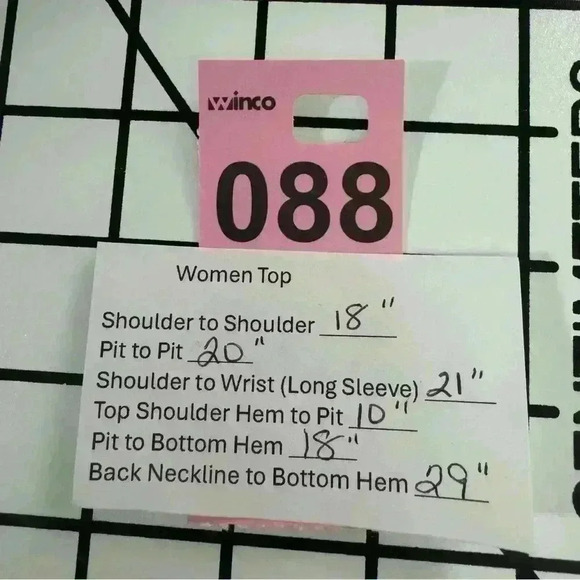 Winco
088
Women Top
Shoulder to Shoulder 18"
Pit to Pit 20"
Shoulder to Wrist (Long Sleeve) 21"
Top Shoulder Hem to Pit 10"
Pit to Bottom Hem 18"
Back Neckline to Bottom Hem 29"